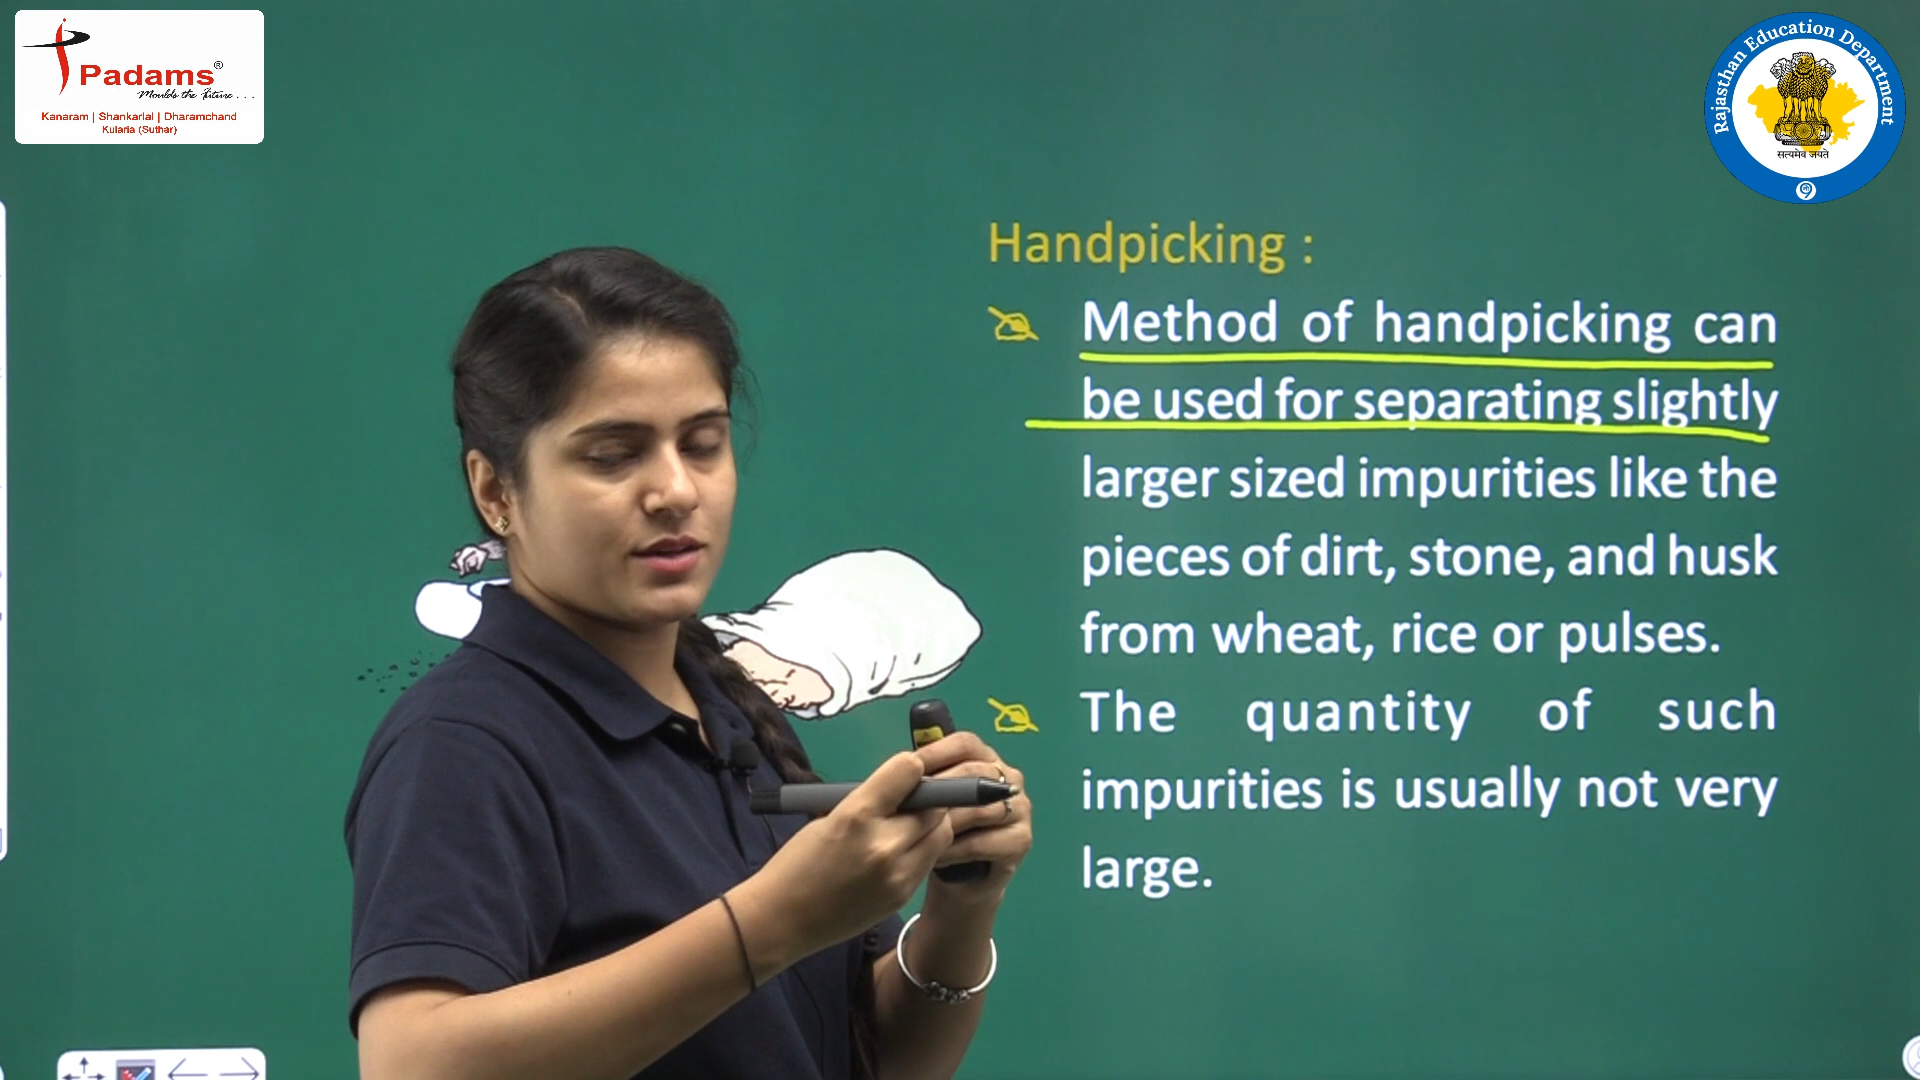 Padams®
Moulds the Future...
Kanaram | Shankarlal | Dharamchand
Kularia (Suthar)
Rajasthan Education Department
सत्यमेव जयते
Handpicking :
Method of handpicking can
be used for separating slightly
larger sized impurities like the
pieces of dirt, stone, and husk
from wheat, rice or pulses.
The quantity of such
impurities is usually not very
large.